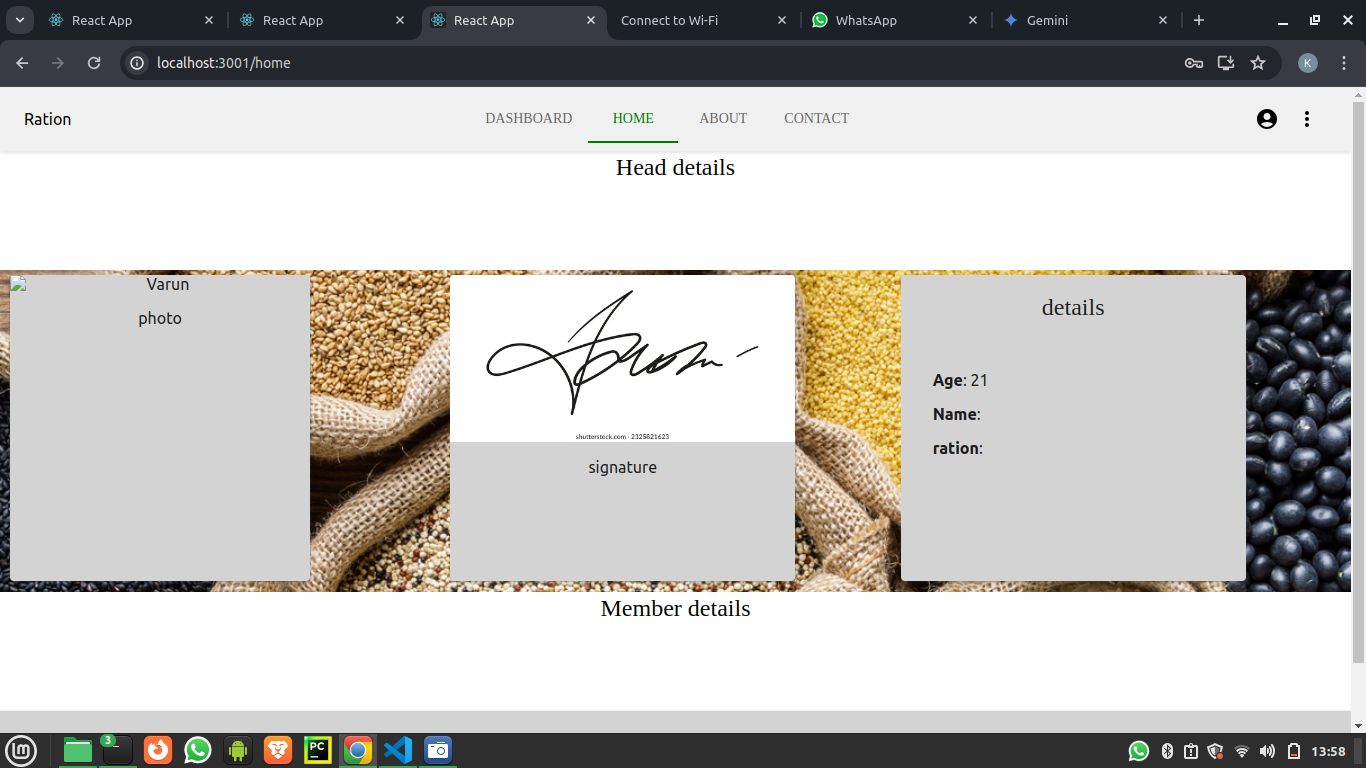 React App
React App
React App
Connect to Wi-Fi
WhatsApp
Gemini
localhost:3001/home
K
Ration
DASHBOARD
HOME
ABOUT
CONTACT
Head details
Varun
photo
shutterstock.com · 2325821623
signature
details
Age: 21
Name:
ration:
Member details
3
PC
13:58